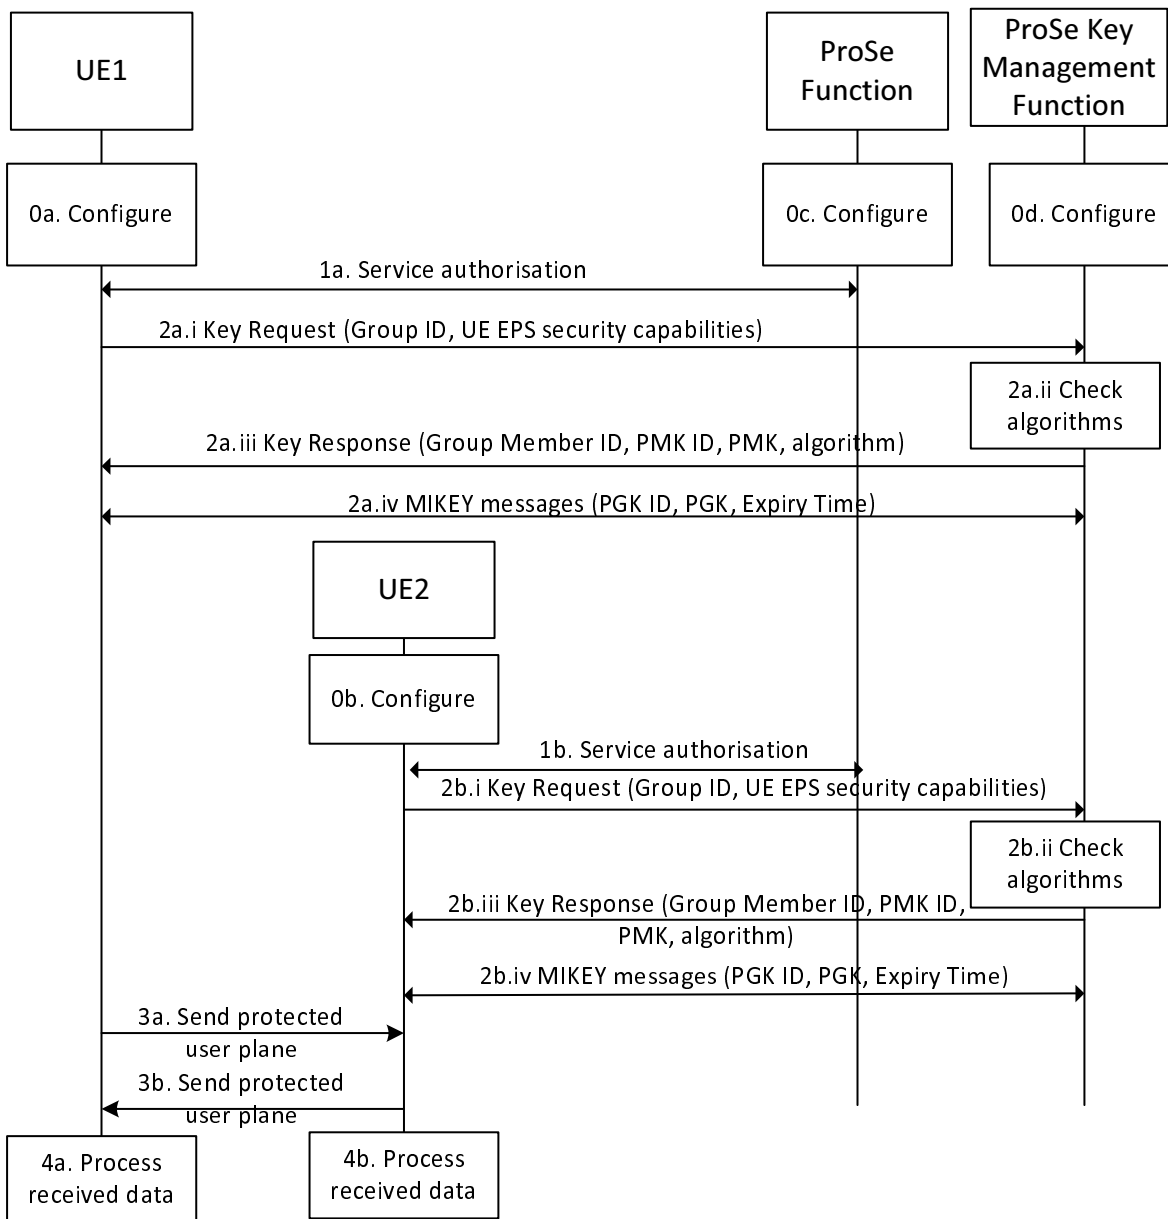 UE1
ProSe
Function
ProSe Key
Management
Function
0a. Configure
0c. Configure
0d. Configure
1a. Service authorisation
2a.i Key Request (Group ID, UE EPS security capabilities)
2a.ii Check
algorithms
2a.iii Key Response (Group Member ID, PMK ID, PMK, algorithm)
2a.iv MIKEY messages (PGK ID, PGK, Expiry Time)
UE2
0b. Configure
1b. Service authorisation
2b.i Key Request (Group ID, UE EPS security capabilities)
2b.ii Check
algorithms
2b.iii Key Response (Group Member ID, PMK ID,
PMK, algorithm)
2b.iv MIKEY messages (PGK ID, PGK, Expiry Time)
3a. Send protected
user plane
3b. Send protected
user plane
4a. Process
received data
4b. Process
received data